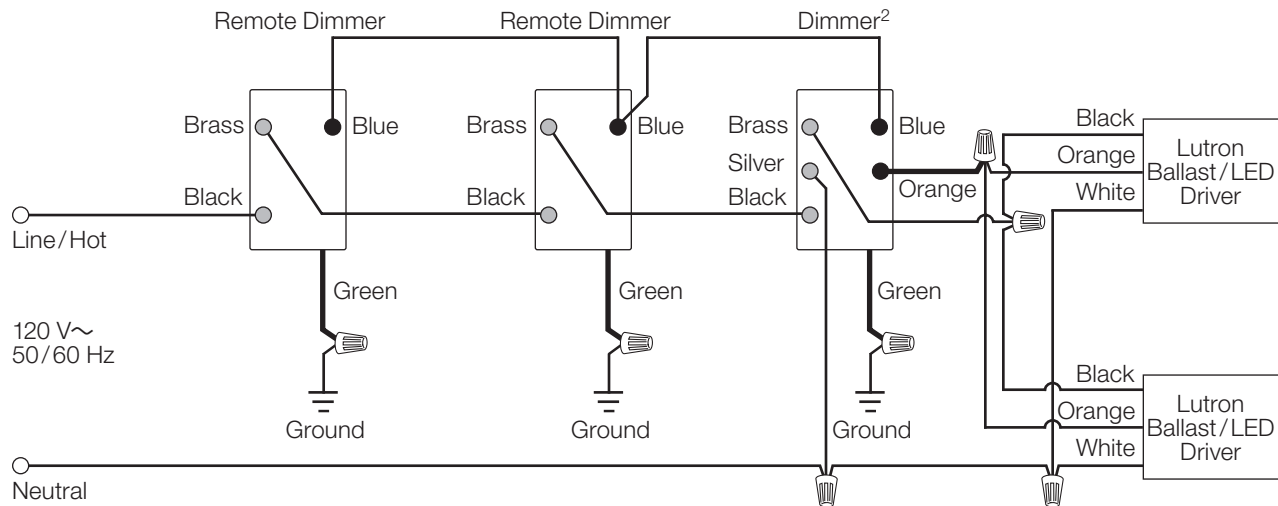 Remote Dimmer
Remote Dimmer
Dimmer²
Brass
Blue
Brass
Blue
Brass
Blue
Black
Silver
Orange
Lutron
Ballast/LED
Driver
Black
Black
Black
Orange
White
Line/Hot
Green
Green
Green
120 V~
50/60 Hz
Black
Ground
Ground
Ground
Orange
Lutron
Ballast/LED
Driver
White
Neutral